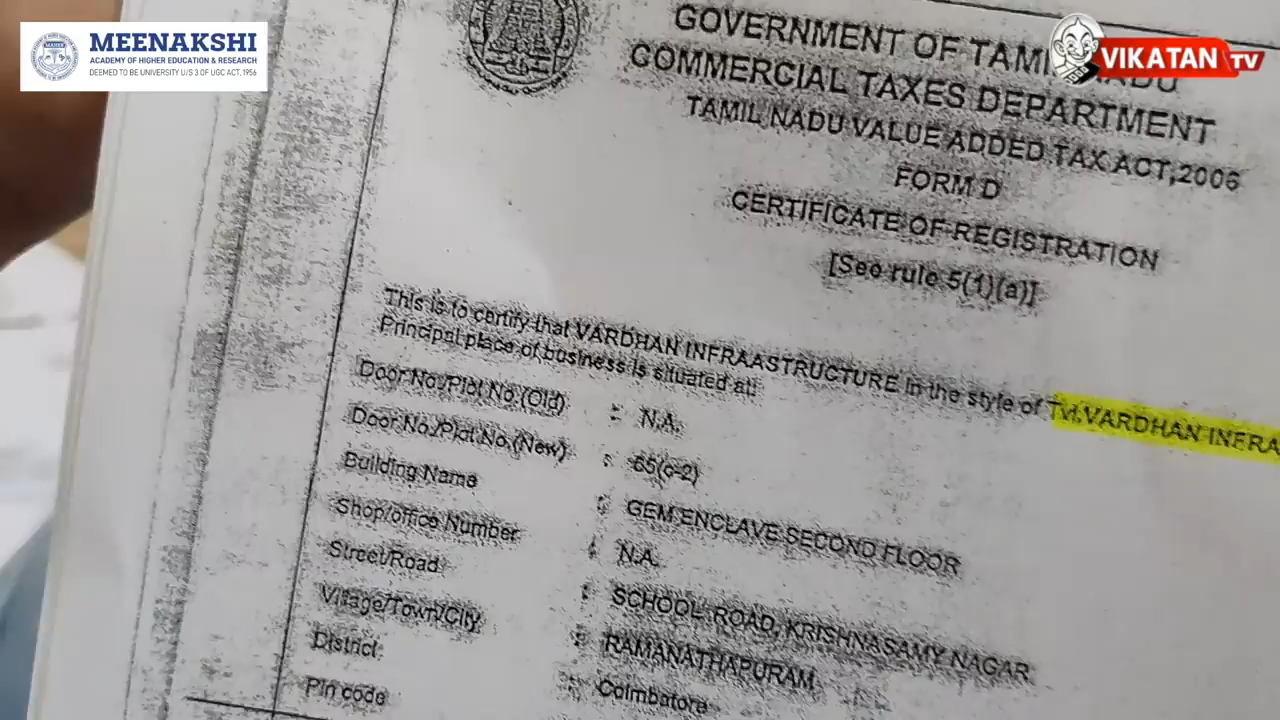 MEENAKSHI
ACADEMY OF HIGHER EDUCATION & RESEARCH
DEEMED TO BE UNIVERSITY U/S 3 OF UGC ACT, 1956
MAHER
VIKATAN TV
GOVERNMENT OF TAMIL NADU
COMMERCIAL TAXES DEPARTMENT
TAMIL NADU VALUE ADDED TAX ACT,2006
FORM D
CERTIFICATE OF REGISTRATION
[See rule 5(1)(a)]
This is to certify that VARDHAN INFRAASTRUCTURE in the style of Tvl.VARDHAN INFRA
Principal place of business is situated at:
Door No./Plot No.(Old) : N.A.
Door No./Plot No.(New) : 65(c-2)
Building Name : GEM ENCLAVE SECOND FLOOR
Shop/office Number : N.A.
Street/Road : SCHOOL ROAD, KRISHNASAMY NAGAR
Village/Town/City : RAMANATHAPURAM
District : Coimbatore
Pin code